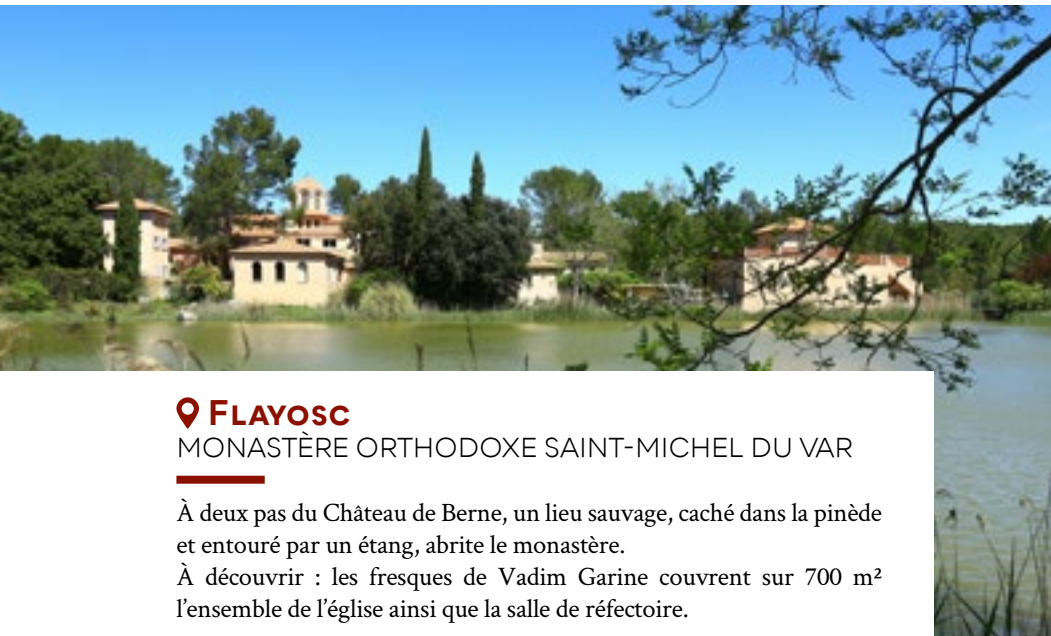 FLAYOSC
MONASTÈRE ORTHODOXE SAINT-MICHEL DU VAR
À deux pas du Château de Berne, un lieu sauvage, caché dans la pinède
et entouré par un étang, abrite le monastère.
À découvrir : les fresques de Vadim Garine couvrent sur 700 m²
l’ensemble de l’église ainsi que la salle de réfectoire.